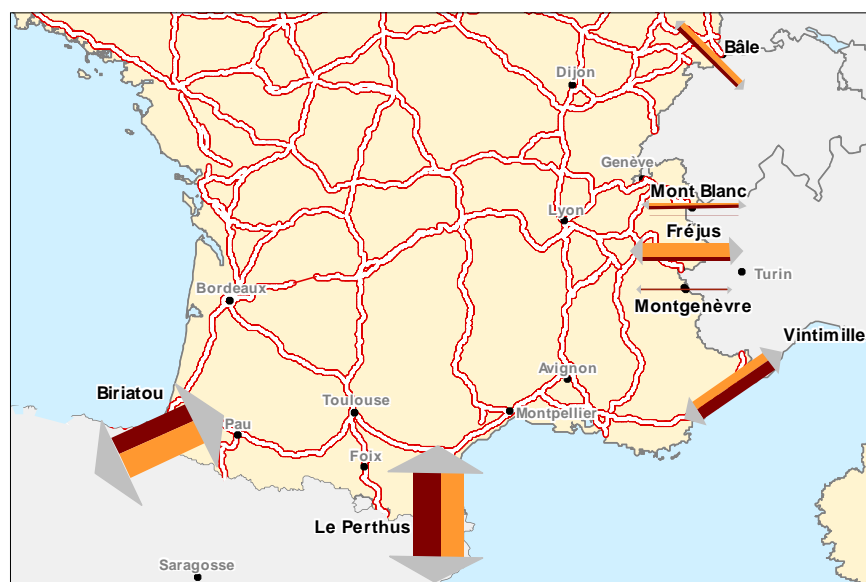 Bâle
Dijon
Genève
Mont Blanc
Lyon
Fréjus
Turin
Bordeaux
Montgenèvre
Vintimille
Avignon
Biriatou
Toulouse
Montpellier
Pau
Foix
Le Perthus
Saragosse